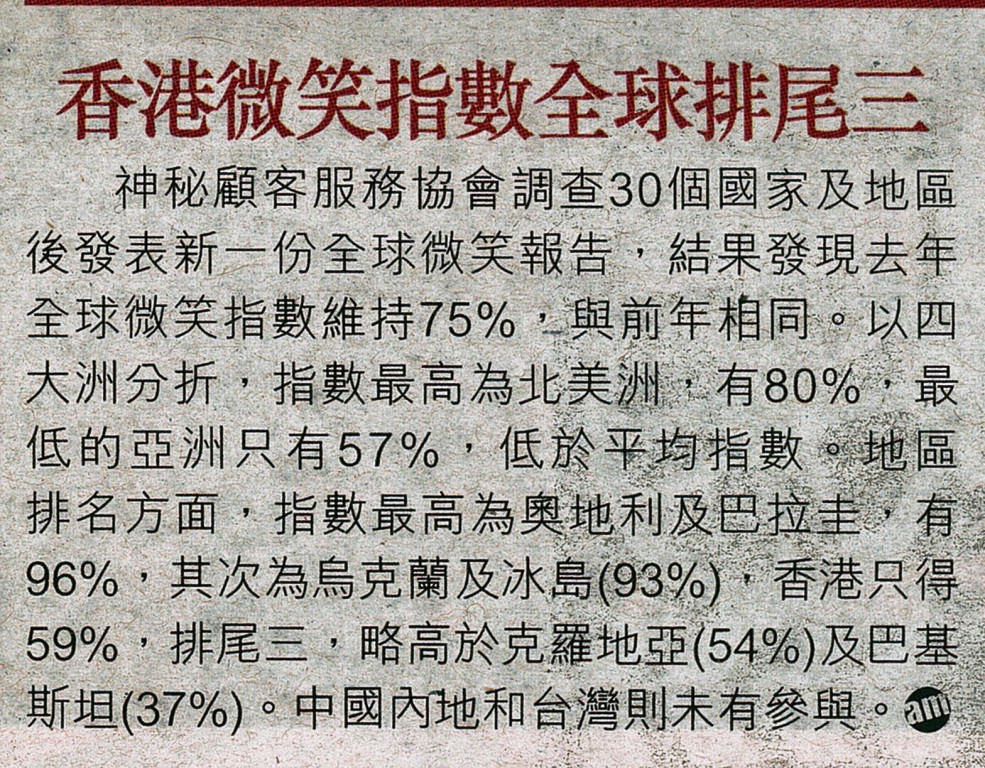 香港微笑指數全球排尾三
神秘顧客服務協會調查30個國家及地區
後發表新一份全球微笑報告，結果發現去年
全球微笑指數維持75%，與前年相同。以四
大洲分折，指數最高為北美洲，有80%，最
低的亞洲只有57%，低於平均指數。地區
排名方面，指數最高為奧地利及巴拉圭，有
96%，其次為烏克蘭及冰島(93%)，香港只得
59%，排尾三，略高於克羅地亞(54%)及巴基
斯坦(37%)。中國內地和台灣則未有參與。am